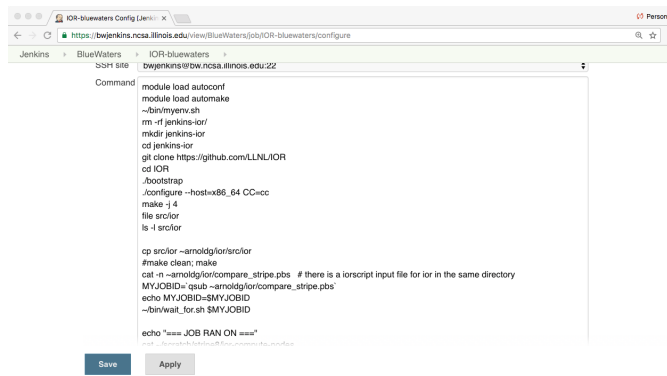 IOR-bluewaters Config [Jenki
Person
https://bwjenkins.ncsa.illinois.edu/view/BlueWaters/job/IOR-bluewaters/configure
Jenkins BlueWaters IOR-bluewaters
SSH site bwjenkins@bw.ncsa.illinois.edu:22
Command
module load autoconf
module load automake
~/bin/myenv.sh
rm -rf jenkins-ior/
mkdir jenkins-ior
cd jenkins-ior
git clone https://github.com/LLNL/IOR
cd IOR
./bootstrap
./configure --host=x86_64 CC=cc
make -j 4
file src/ior
ls -l src/ior
cp src/ior ~arnoldg/ior/src/ior
#make clean; make
cat -n ~arnoldg/ior/compare_stripe.pbs # there is a iorscript input file for ior in the same directory
MYJOBID=`qsub ~arnoldg/ior/compare_stripe.pbs`
echo MYJOBID=$MYJOBID
~/bin/wait_for.sh $MYJOBID
echo "=== JOB RAN ON ==="
Save Apply